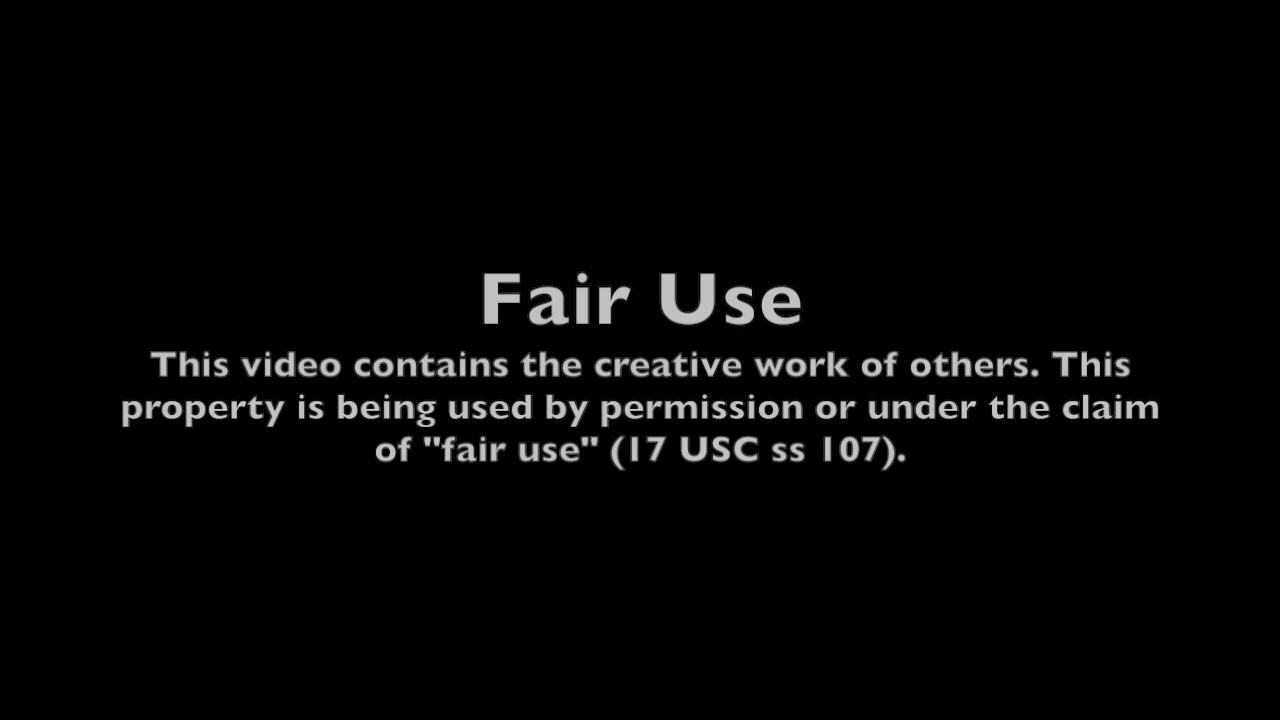 Fair Use
This video contains the creative work of others. This
property is being used by permission or under the claim
of "fair use" (17 USC ss 107).